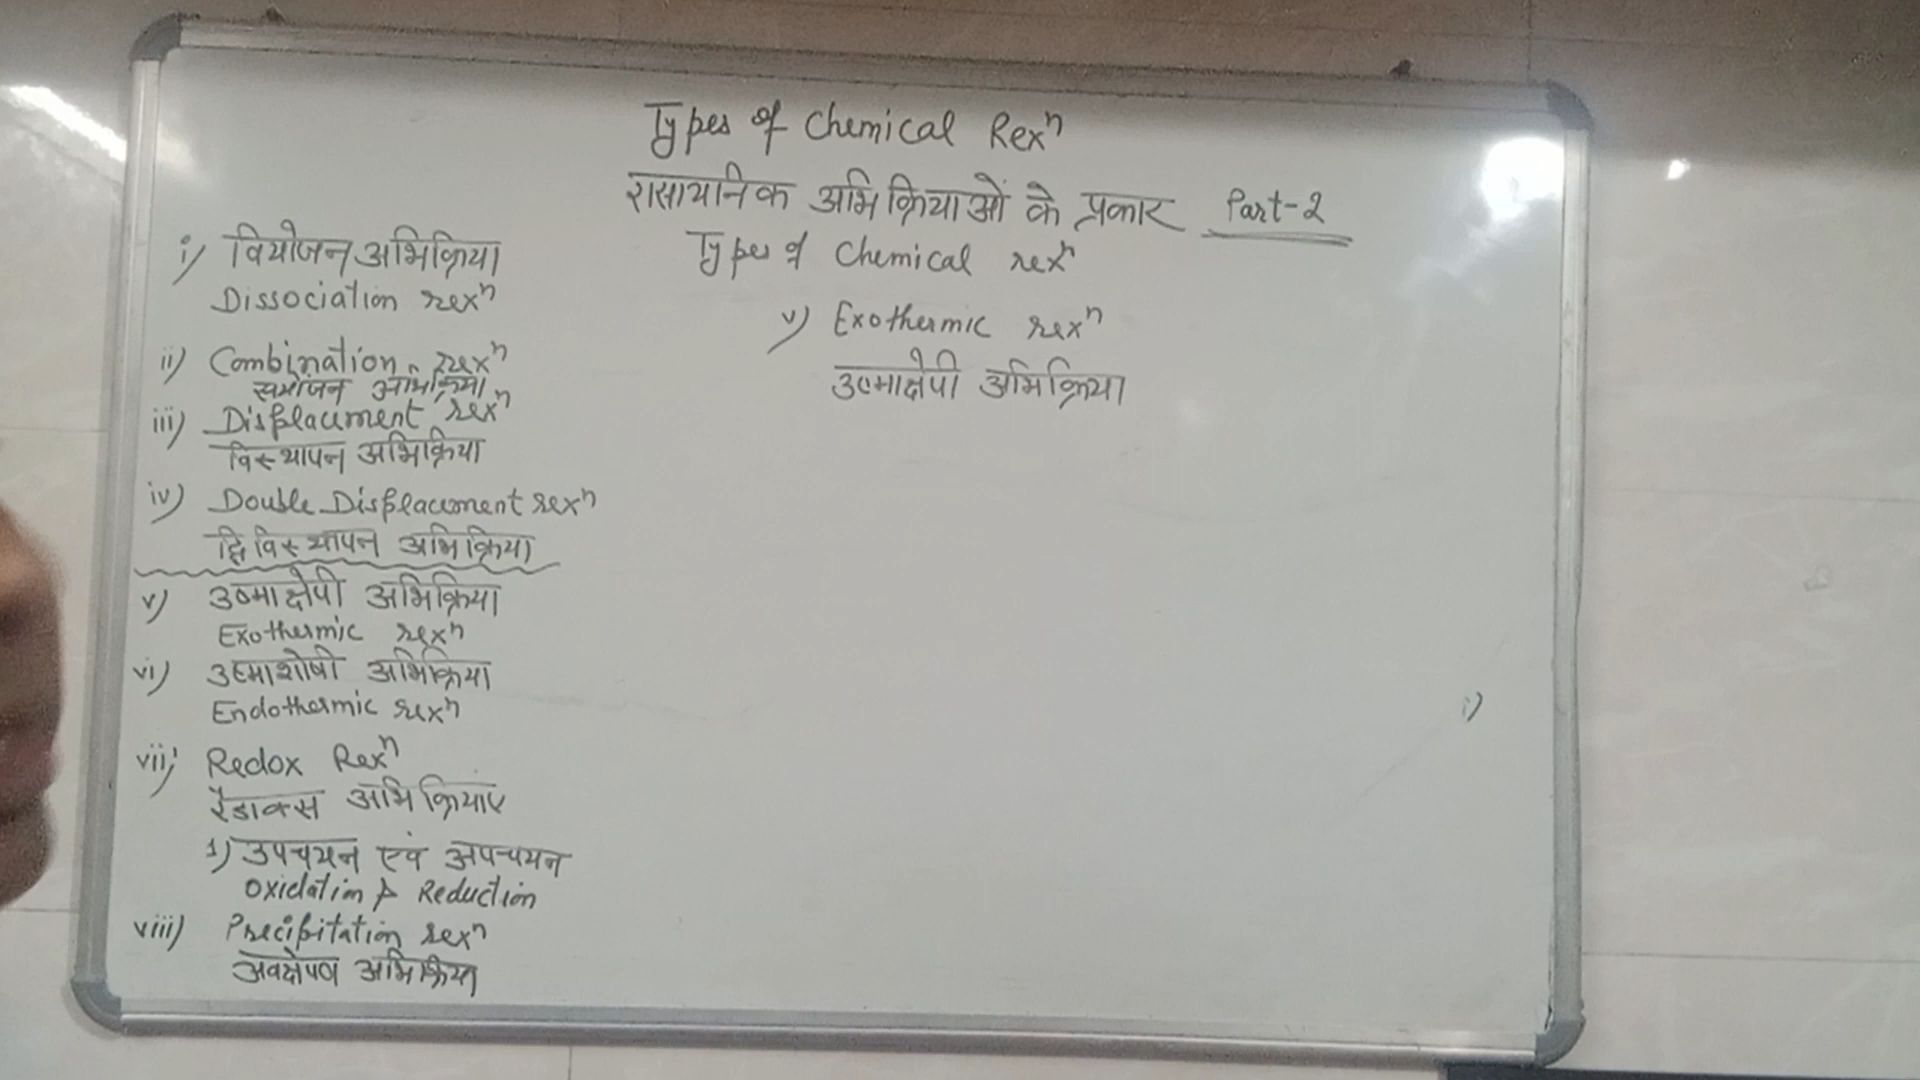 Types of Chemical Rexⁿ
रासायनिक अभिक्रियाओं के प्रकार Part-2
i) वियोजन अभिक्रिया
Dissociation rexⁿ
ii) Combination rexⁿ
संयोजन अभिक्रिया
iii) Displacement rexⁿ
विस्थापन अभिक्रिया
iv) Double Displacement rexⁿ
द्वि विस्थापन अभिक्रिया
v) उष्माक्षेपी अभिक्रिया
Exothermic rexⁿ
vi) उष्माशोषी अभिक्रिया
Endothermic rexⁿ
vii) Redox Rexⁿ
रेडाक्स अभिक्रियाए
1) उपचयन एवं अपचयन
Oxidation & Reduction
viii) Precipitation rexⁿ
अवक्षेपण अभिक्रिया
Types of Chemical rexⁿ
v) Exothermic rexⁿ
उष्माक्षेपी अभिक्रिया
i)